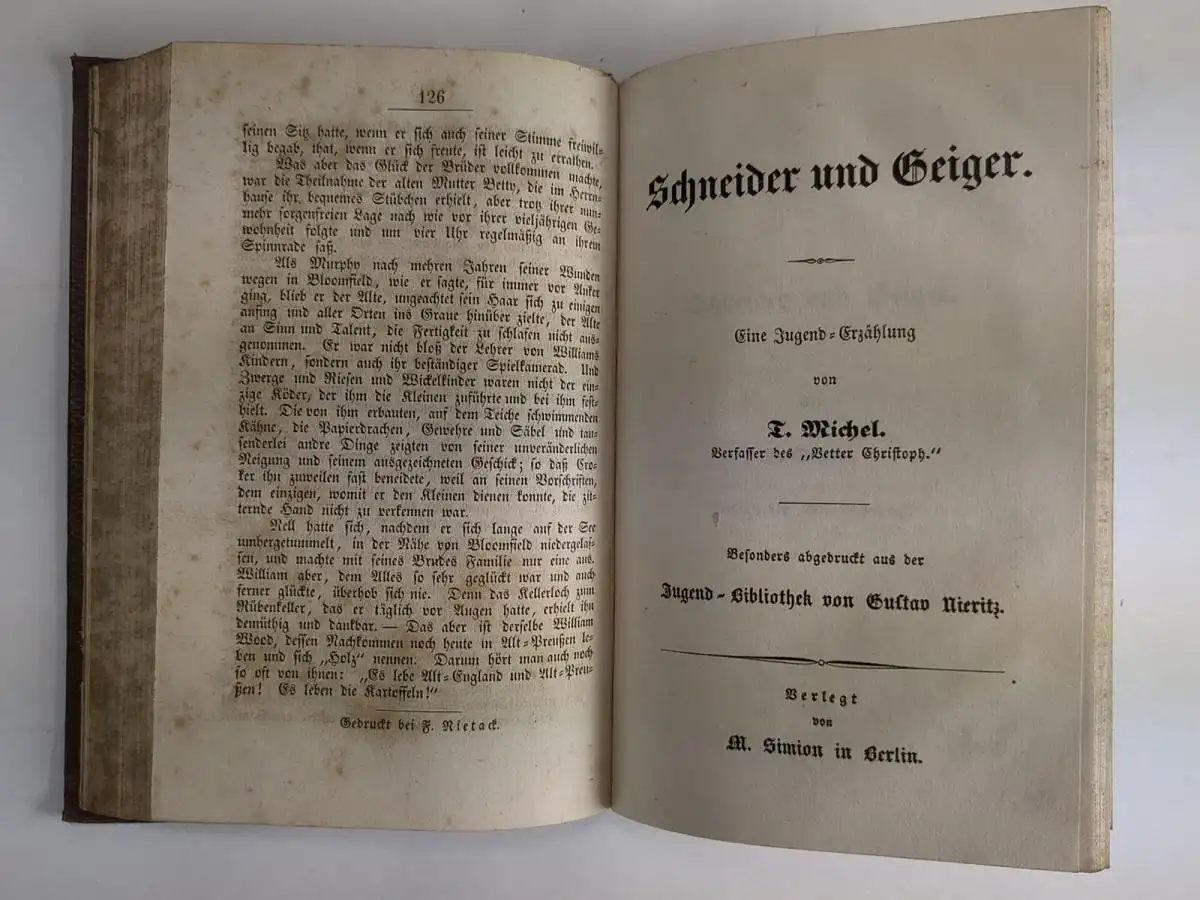 126
seinen Sitz hatte, wenn er sich auch seiner Stimme freiwil-
lig begab, that, wenn er sich freute, ist leicht zu errathen.
Was aber das Glück der Brüder vollkommen machte,
war die Theilnahme der alten Mutter Betty, die im Herrn-
hause ihr bequemes Stübchen erhielt, aber trotz ihrer nun-
mehr sorgenfreien Lage nach wie vor ihrer vieljährigen Ge-
wohnheit folgte und um vier Uhr regelmäßig an ihrem
Spinnrade saß.
Als Murphy nach mehren Jahren seiner Wunden
wegen in Bloomfield, wie er sagte, für immer vor Anker
ging, blieb er der Alte, ungeachtet sein Haar sich zu einigen
anfing und aller Orten ins Graue hinüber zielte, der Alte
an Sinn und Talent, die Fertigkeit zu schlafen nicht aus-
genommen. Er war nicht bloß der Lehrer von Williams
Kindern, sondern auch ihr beständiger Spielkamerad. Und
Zwerge und Riesen und Wickelkinder waren nicht der ein-
zige Köder, der ihm die Kleinen zuführte und bei ihm fest-
hielt. Die von ihm erbauten, auf dem Teiche schwimmenden
Kähne, die Papierdrachen, Gewehre und Säbel und tau-
senderlei andre Dinge zeigten von seiner unveränderlichen
Neigung und seinem ausgezeichneten Geschick; so daß Cro-
ker ihn zuweilen fast beneidete, weil an seinen Vorschriften,
dem einzigen, womit er den Kleinen dienen konnte, die zit-
ternde Hand nicht zu verkennen war.
Nell hatte sich, nachdem er sich lange auf der See
umhergetummelt, in der Nähe von Bloomfield niedergelas-
sen, und machte mit seines Brudes Familie nur eine aus.
William aber, dem Alles so sehr geglückt war und auch
ferner glückte, überhob sich nie. Denn das Kellerloch zum
Rübenkeller, das er täglich vor Augen hatte, erhielt ihn
demüthig und dankbar. — Das aber ist derselbe William
Wood, dessen Nachkommen noch heute in Alt-Preußen le-
ben und sich „Holz" nennen. Darum hört man auch noch
so oft von ihnen: „Es lebe Alt-England und Alt-Preu-
ßen! Es leben die Kartoffeln!"
Gedruckt bei F. Nietack.
Schneider und Geiger.
Eine Jugend-Erzählung
von
T. Michel.
Verfasser des „Vetter Christoph."
Besonders abgedruckt aus der
Jugend-Bibliothek von Gustav Nieritz.
Verlegt
von
M. Simion in Berlin.